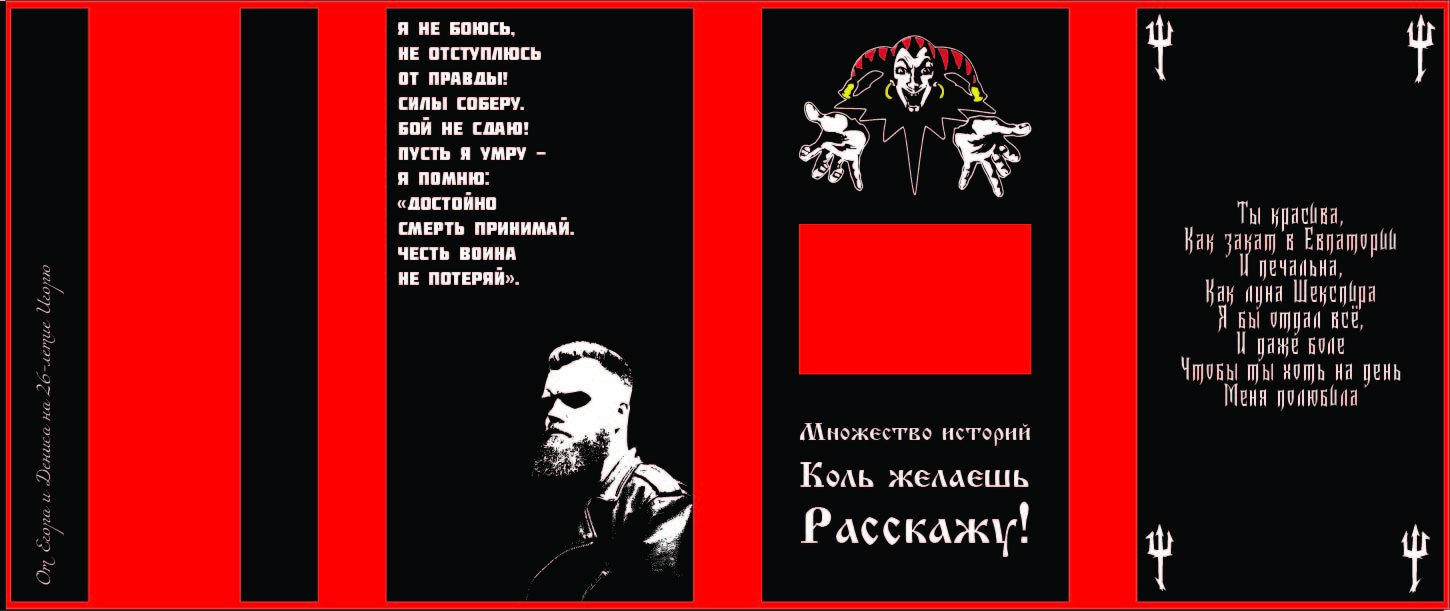 От Егора и Дениса на 26-летие Игорю
Я НЕ БОЮСЬ,
НЕ ОТСТУПЛЮСЬ
ОТ ПРАВДЫ!
СИЛЫ СОБЕРУ.
БОЙ НЕ СДАЮ!
ПУСТЬ Я УМРУ –
Я ПОМНЮ:
«ДОСТОЙНО
СМЕРТЬ ПРИНИМАЙ.
ЧЕСТЬ ВОИНА
НЕ ПОТЕРЯЙ».
Множество историй
Коль желаешь
Расскажу!
Ты красива,
Как закат в Евпатории
И печальна,
Как луна Шекспира
Я бы отдал всё,
И даже боле
Чтобы ты хоть на день
Меня полюбила